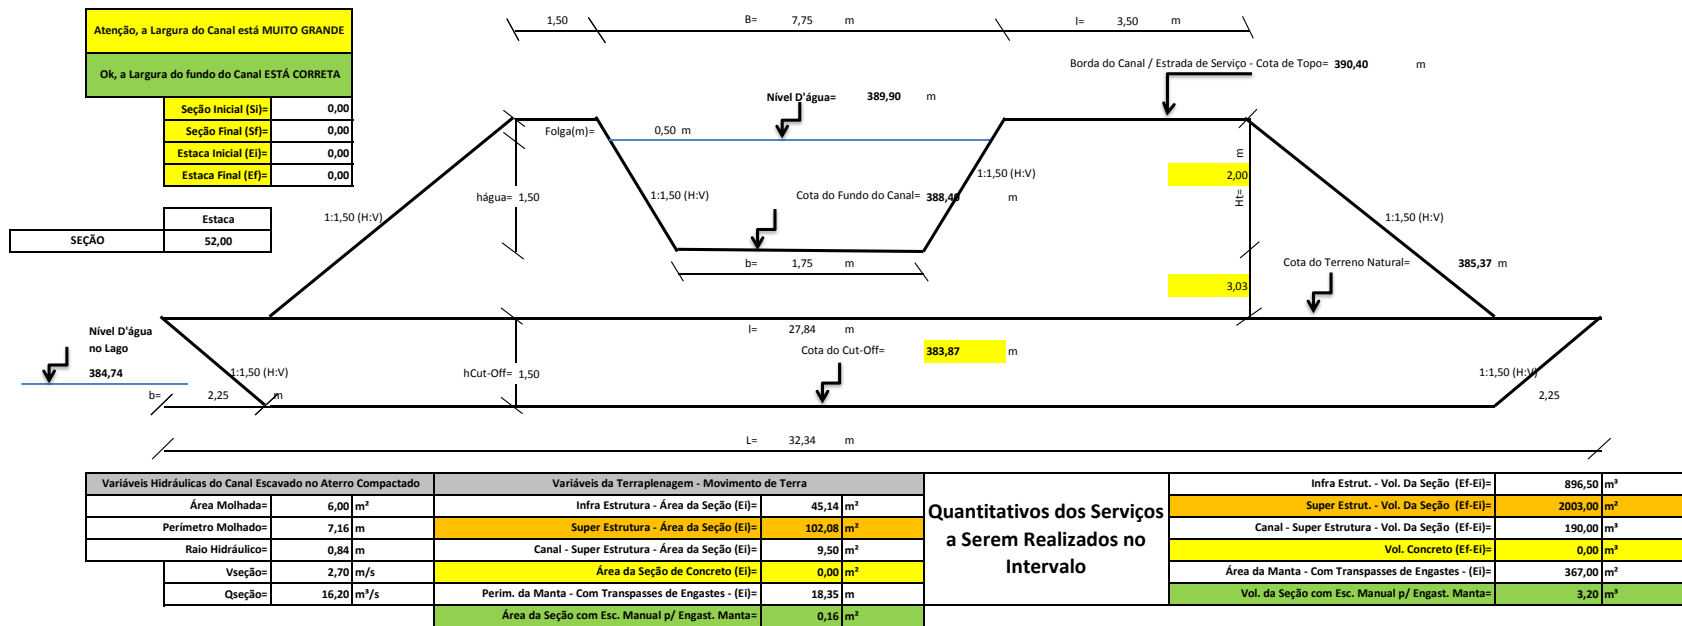 1,50 B= 7,75 m l= 3,50 m
Atenção, a Largura do Canal está MUITO GRANDE
Ok, a Largura do fundo do Canal ESTÁ CORRETA
Borda do Canal / Estrada de Serviço - Cota de Topo= 390,40 m
Nível D'água= 389,90 m
Seção Inicial (Si)= 0,00
Seção Final (Sf)= 0,00
Estaca Inicial (Ei)= 0,00
Estaca Final (Ef)= 0,00
Folga(m)= 0,50 m
m
2,00
Ht=
1:1,50 (H:V)
1:1,50 (H:V)
hágua= 1,50
Cota do Fundo do Canal= 388,40 m
Estaca
SEÇÃO 52,00
1:1,50 (H:V)
1:1,50 (H:V)
b= 1,75 m
Cota do Terreno Natural= 385,37 m
3,03
Nível D'água
no Lago
384,74
l= 27,84 m
Cota do Cut-Off= 383,87 m
1:1,50 (H:V)
hCut-Off= 1,50
1:1,50 (H:V)
b= 2,25 m
2,25
L= 32,34 m
Variáveis Hidráulicas do Canal Escavado no Aterro Compactado
Área Molhada= 6,00 m²
Perímetro Molhado= 7,16 m
Raio Hidráulico= 0,84 m
Vseção= 2,70 m/s
Qseção= 16,20 m³/s
Variáveis da Terraplenagem - Movimento de Terra
Infra Estrutura - Área da Seção (Ei)= 45,14 m²
Super Estrutura - Área da Seção (Ei)= 102,08 m²
Canal - Super Estrutura - Área da Seção (Ei)= 9,50 m²
Área da Seção de Concreto (Ei)= 0,00 m²
Perim. da Manta - Com Transpasses de Engastes - (Ei)= 18,35 m
Área da Seção com Esc. Manual p/ Engast. Manta= 0,16 m²
Quantitativos dos Serviços
a Serem Realizados no
Intervalo
Infra Estrut. - Vol. Da Seção (Ef-Ei)= 896,50 m³
Super Estrut. - Vol. Da Seção (Ef-Ei)= 2003,00 m²
Canal - Super Estrutura - Vol. Da Seção (Ef-Ei)= 190,00 m³
Vol. Concreto (Ef-Ei)= 0,00 m³
Área da Manta - Com Transpasses de Engastes - (Ei)= 367,00 m²
Vol. da Seção com Esc. Manual p/ Engast. Manta= 3,20 m³